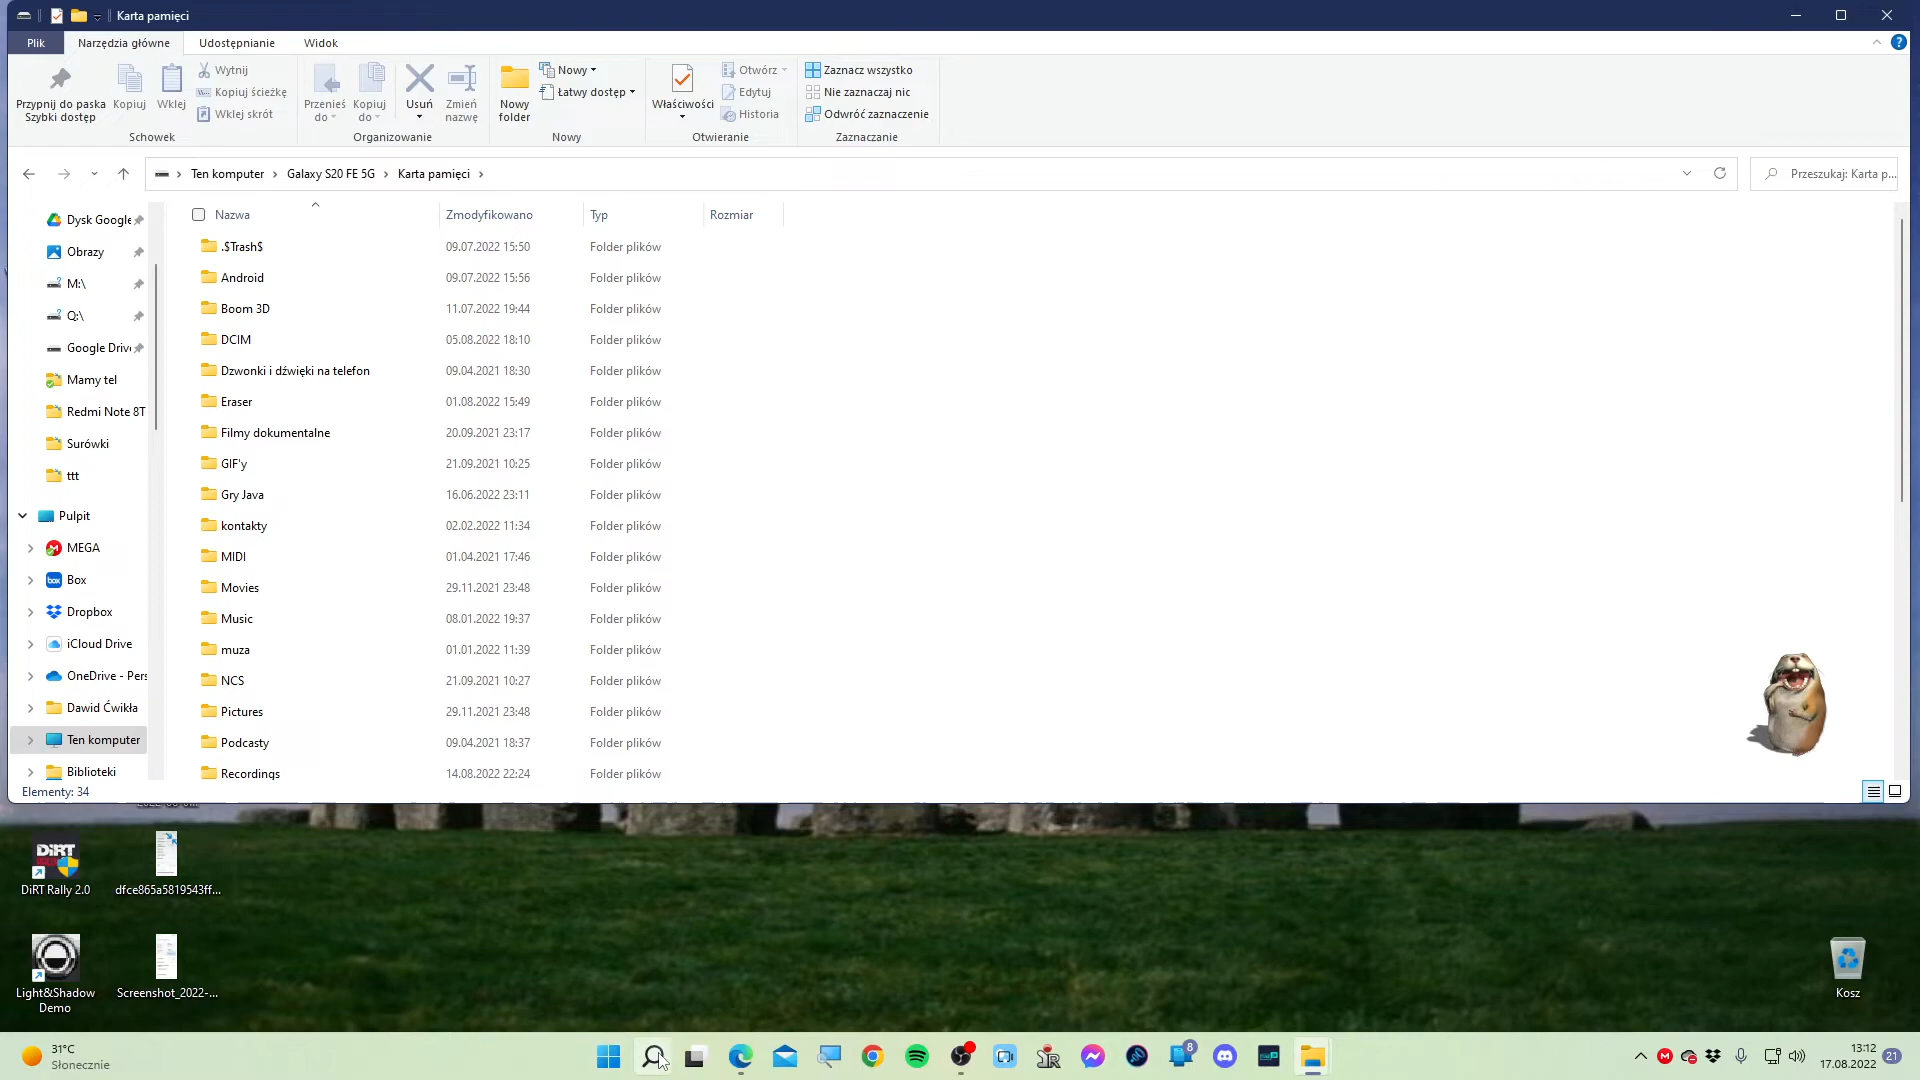 Karta pamięci
Plik
Narzędzia główne
Udostępnianie
Widok
Przypnij do paska
Szybki dostęp
Kopiuj
Wklej
Wytnij
Kopiuj ścieżkę
Wklej skrót
Schowek
Przenieś
do
Kopiuj
do
Usuń
Zmień
nazwę
Organizowanie
Nowy
folder
Nowy
Łatwy dostęp
Nowy
Właściwości
Otwórz
Edytuj
Historia
Otwieranie
Zaznacz wszystko
Nie zaznaczaj nic
Odwróć zaznaczenie
Zaznaczanie
Ten komputer > Galaxy S20 FE 5G > Karta pamięci >
Przeszukaj: Karta p...
Dysk Google
Obrazy
M:\
Q:\
Google Driv
Mamy tel
Redmi Note 8T
Surówki
ttt
Pulpit
MEGA
Box
Dropbox
iCloud Drive
OneDrive - Pers
Dawid Ćwikła
Ten komputer
Biblioteki
Nazwa Zmodyfikowano Typ Rozmiar
.$Trash$ 09.07.2022 15:50 Folder plików
Android 09.07.2022 15:56 Folder plików
Boom 3D 11.07.2022 19:44 Folder plików
DCIM 05.08.2022 18:10 Folder plików
Dzwonki i dźwięki na telefon 09.04.2021 18:30 Folder plików
Eraser 01.08.2022 15:49 Folder plików
Filmy dokumentalne 20.09.2021 23:17 Folder plików
GIF'y 21.09.2021 10:25 Folder plików
Gry Java 16.06.2022 23:11 Folder plików
kontakty 02.02.2022 11:34 Folder plików
MIDI 01.04.2021 17:46 Folder plików
Movies 29.11.2021 23:48 Folder plików
Music 08.01.2022 19:37 Folder plików
muza 01.01.2022 11:39 Folder plików
NCS 21.09.2021 10:27 Folder plików
Pictures 29.11.2021 23:48 Folder plików
Podcasty 09.04.2021 18:37 Folder plików
Recordings 14.08.2022 22:24 Folder plików
Elementy: 34
DiRT
DiRT Rally 2.0
dfce865a5819543ff...
Light&Shadow
Demo
Screenshot_2022-...
Kosz
31°C
Słonecznie
8
13:12
17.08.2022
21